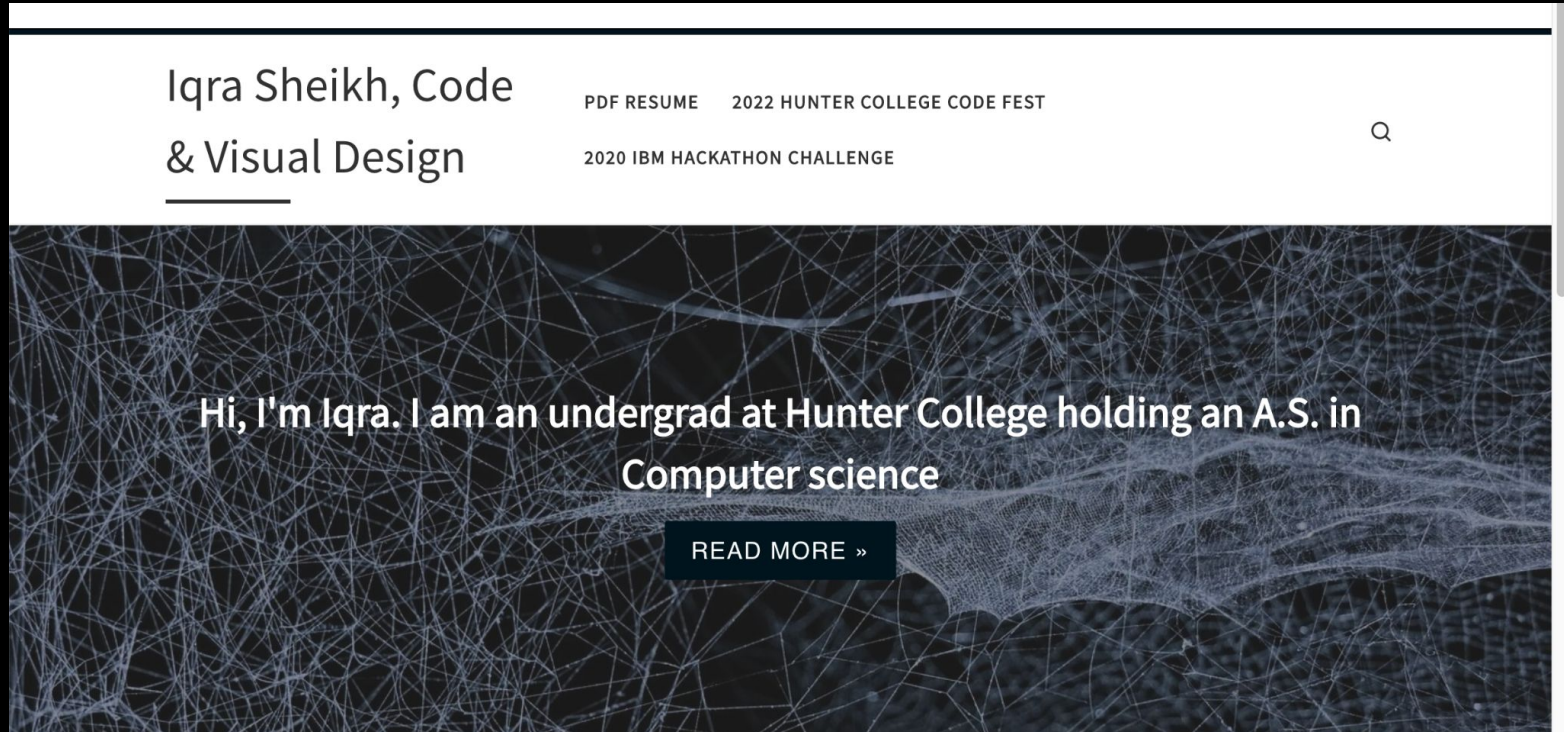 Iqra Sheikh, Code
& Visual Design
PDF RESUME 2022 HUNTER COLLEGE CODE FEST
2020 IBM HACKATHON CHALLENGE
Hi, I'm Iqra. I am an undergrad at Hunter College holding an A.S. in
Computer science
READ MORE »